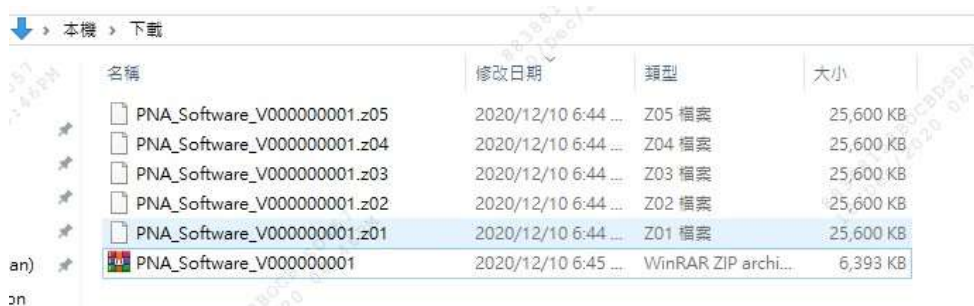 本機 › 下載
名稱 修改日期 類型 大小
PNA_Software_V000000001.z05 2020/12/10 6:44 ... Z05 檔案 25,600 KB
PNA_Software_V000000001.z04 2020/12/10 6:44 ... Z04 檔案 25,600 KB
PNA_Software_V000000001.z03 2020/12/10 6:44 ... Z03 檔案 25,600 KB
PNA_Software_V000000001.z02 2020/12/10 6:44 ... Z02 檔案 25,600 KB
PNA_Software_V000000001.z01 2020/12/10 6:44 ... Z01 檔案 25,600 KB
an) PNA_Software_V000000001 2020/12/10 6:45 ... WinRAR ZIP archi... 6,393 KB
on